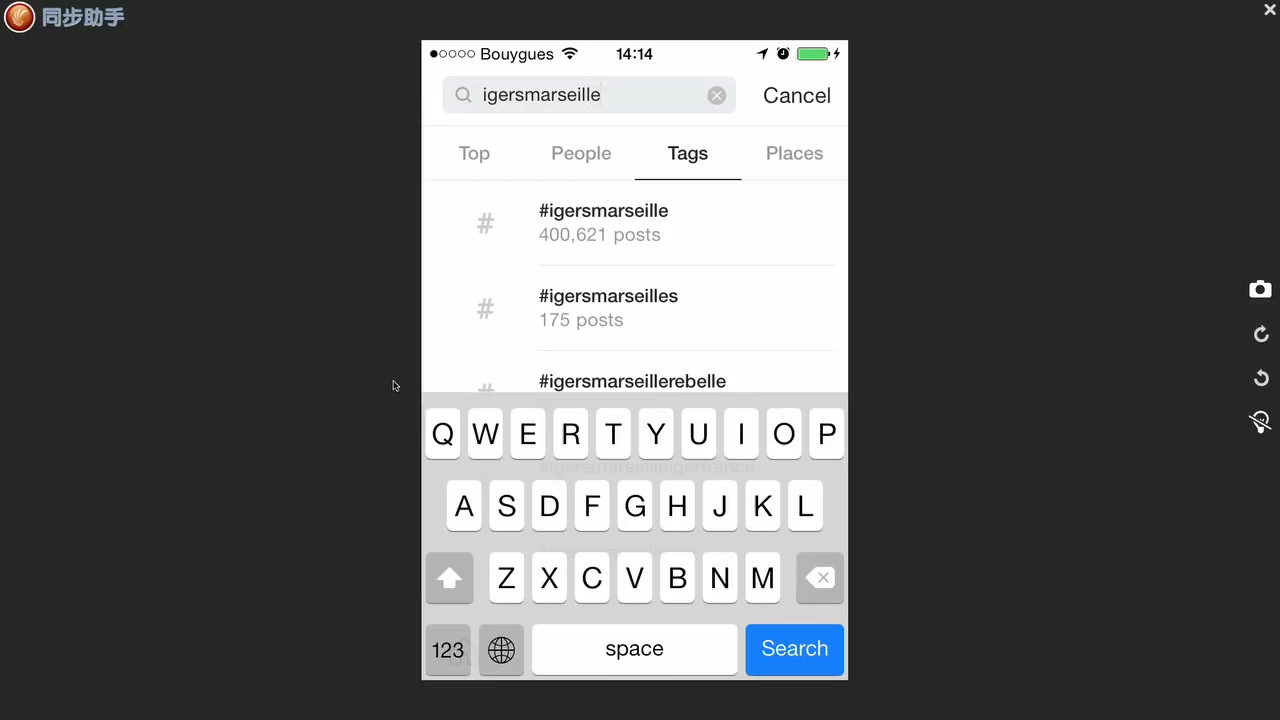 同步助手
Bouygues 14:14
igersmarseille Cancel
Top People Tags Places
# #igersmarseille
400,621 posts
# #igersmarseilles
175 posts
# #igersmarseillerebelle
Q W E R T Y U I O P
A S D F G H J K L
Z X C V B N M
123 space Search